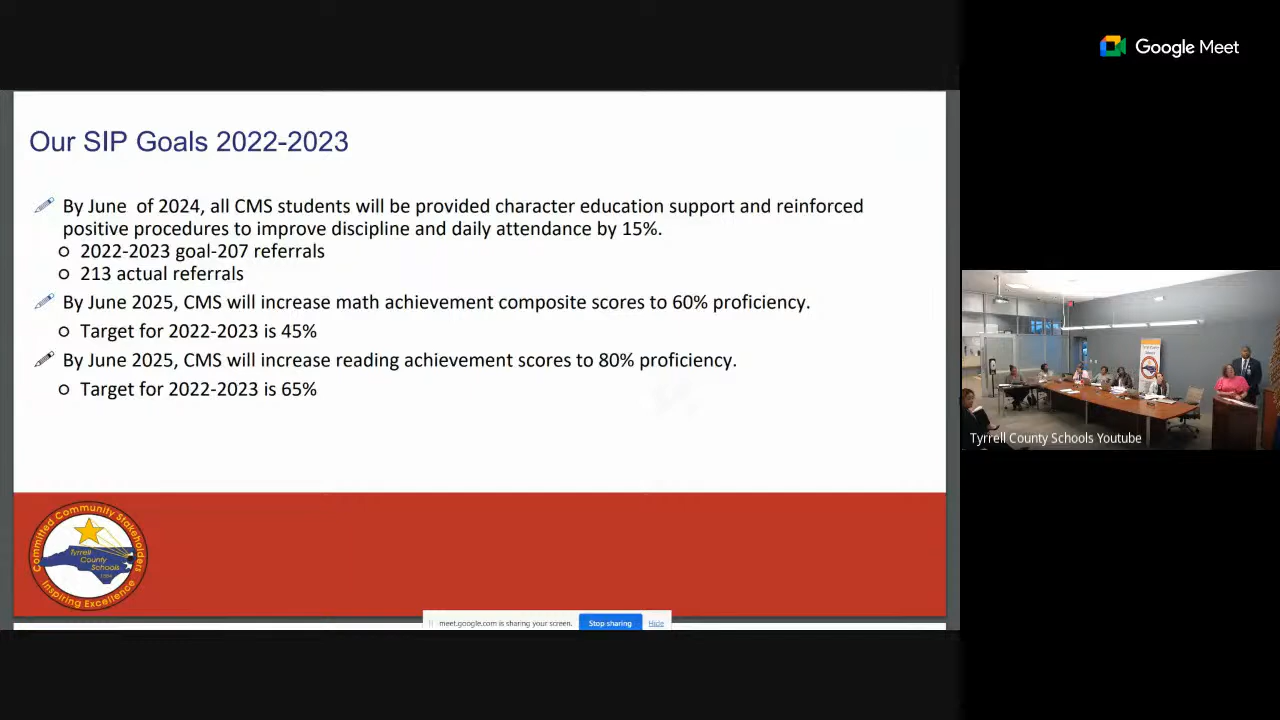 Google Meet
Our SIP Goals 2022-2023
By June of 2024, all CMS students will be provided character education support and reinforced
positive procedures to improve discipline and daily attendance by 15%.
2022-2023 goal-207 referrals
213 actual referrals
By June 2025, CMS will increase math achievement composite scores to 60% proficiency.
Target for 2022-2023 is 45%
By June 2025, CMS will increase reading achievement scores to 80% proficiency.
Target for 2022-2023 is 65%
Tyrrell County Schools Youtube
Committed Community Stakeholders
Tyrrell
County
Schools
Inspiring Excellence
meet.google.com is sharing your screen.
Stop sharing
Hide